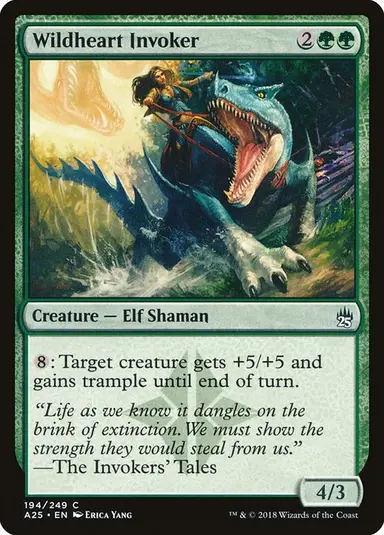 Wildheart Invoker 2
Creature — Elf Shaman
25
8: Target creature gets +5/+5 and
gains trample until end of turn.
“Life as we know it dangles on the
brink of extinction. We must show the
strength they would steal from us.”
—The Invokers’ Tales
4/3
194/249 C
A25 • EN Erica Yang
™ & © 2018 Wizards of the Coast